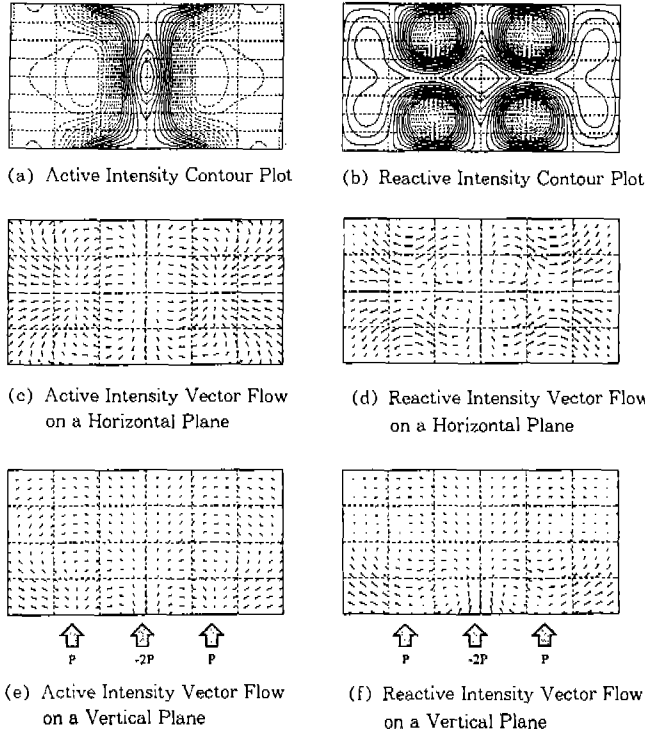 (a) Active Intensity Contour Plot
(b) Reactive Intensity Contour Plot
(c) Active Intensity Vector Flow
on a Horizontal Plane
(d) Reactive Intensity Vector Flow
on a Horizontal Plane
P -2P P
P -2P P
(e) Active Intensity Vector Flow
on a Vertical Plane
(f) Reactive Intensity Vector Flow
on a Vertical Plane